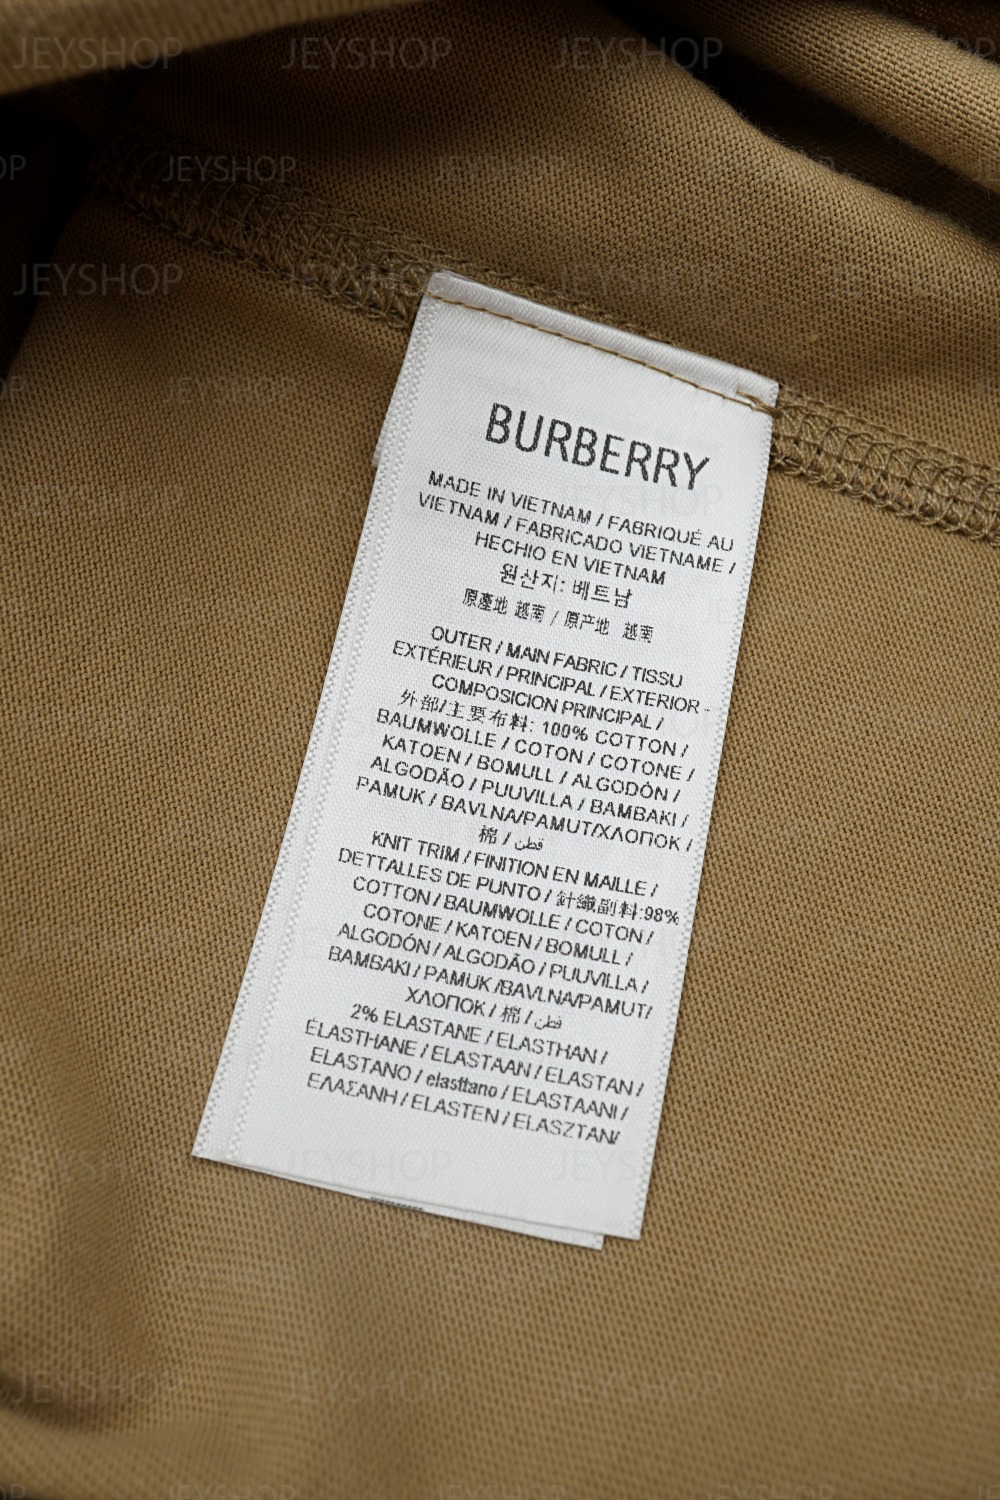 BURBERRY
MADE IN VIETNAM / FABRIQUÉ AU
VIETNAM / FABRICADO VIETNAME /
HECHIO EN VIETNAM
원산지: 베트남
原產地 越南 / 原产地 越南
OUTER / MAIN FABRIC / TISSU
EXTÉRIEUR / PRINCIPAL / EXTERIOR -
COMPOSICION PRINCIPAL /
外部/主要布料: 100% COTTON /
BAUMWOLLE / COTON / COTONE /
KATOEN / BOMULL / ALGODÓN /
ALGODÃO / PUUVILLA / BAMBAKI /
PAMUK / BAVLNA/PAMUT/ХЛОПОК /
棉 / قطن
KNIT TRIM / FINITION EN MAILLE /
DETTALLES DE PUNTO / 針織副料:98%
COTTON / BAUMWOLLE / COTON /
COTONE / KATOEN / BOMULL /
ALGODÓN / ALGODÃO / PUUVILLA /
BAMBAKI / PAMUK /BAVLNA/PAMUT/
ХЛОПОК / 棉 / قطن
2% ELASTANE / ELASTHAN /
ÉLASTHANE / ELASTAAN / ELASTAN /
ELASTANO / elasttano / ELASTAANI /
ΕΛΑΣΑΝΗ / ELASTEN / ELASZTAN/
JEYSHOP